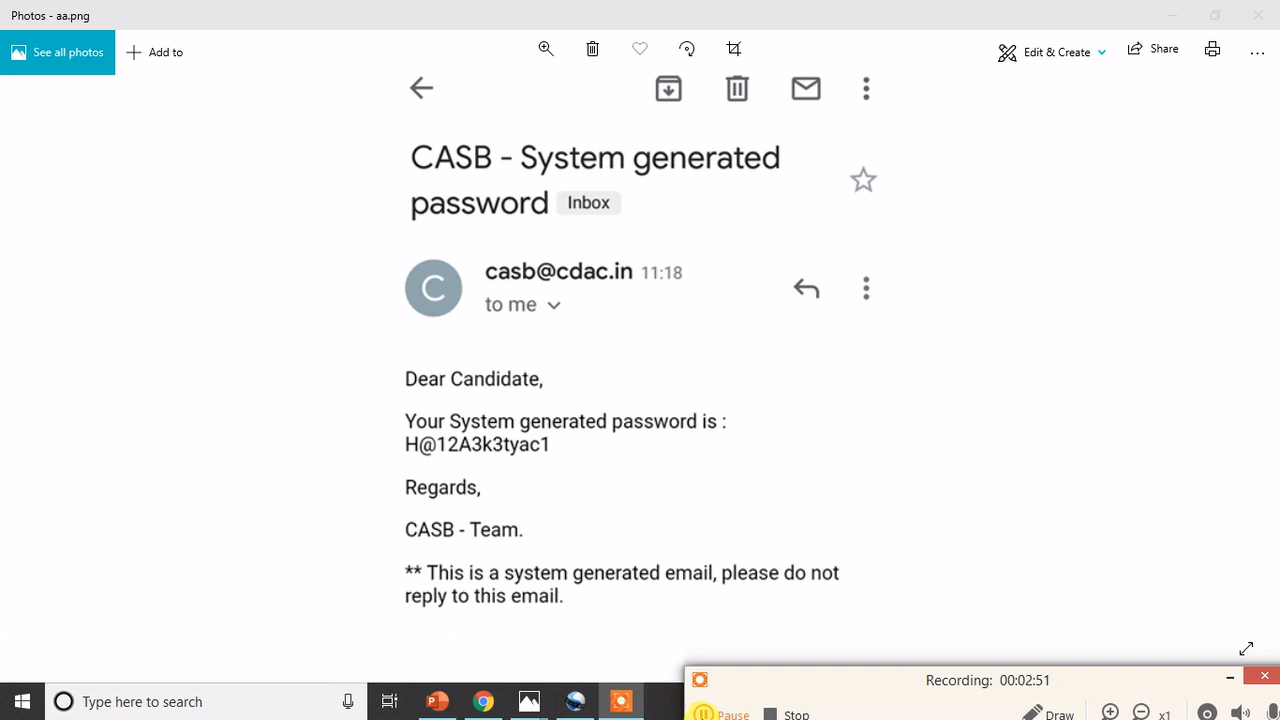 Photos - aa.png
See all photos
Add to
Edit & Create
Share
CASB - System generated
password Inbox
C
casb@cdac.in 11:18
to me
Dear Candidate,
Your System generated password is :
H@12A3k3tyac1
Regards,
CASB - Team.
** This is a system generated email, please do not
reply to this email.
Recording: 00:02:51
Type here to search
Pause
Stop
Draw
x1